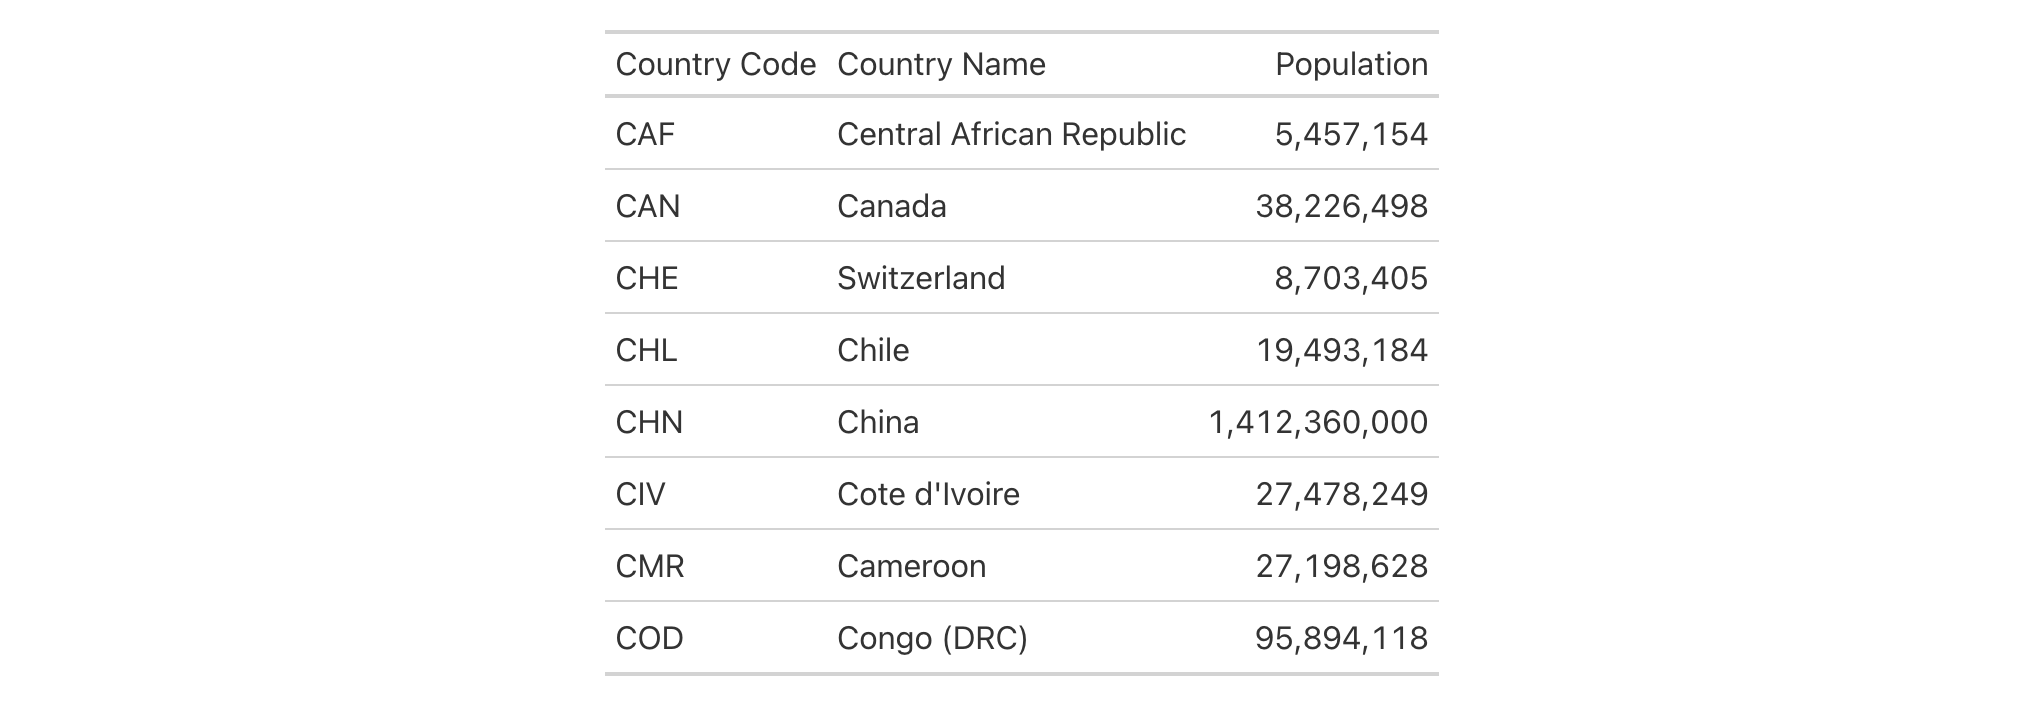 Country Code Country Name Population
CAF Central African Republic 5,457,154
CAN Canada 38,226,498
CHE Switzerland 8,703,405
CHL Chile 19,493,184
CHN China 1,412,360,000
CIV Cote d'Ivoire 27,478,249
CMR Cameroon 27,198,628
COD Congo (DRC) 95,894,118